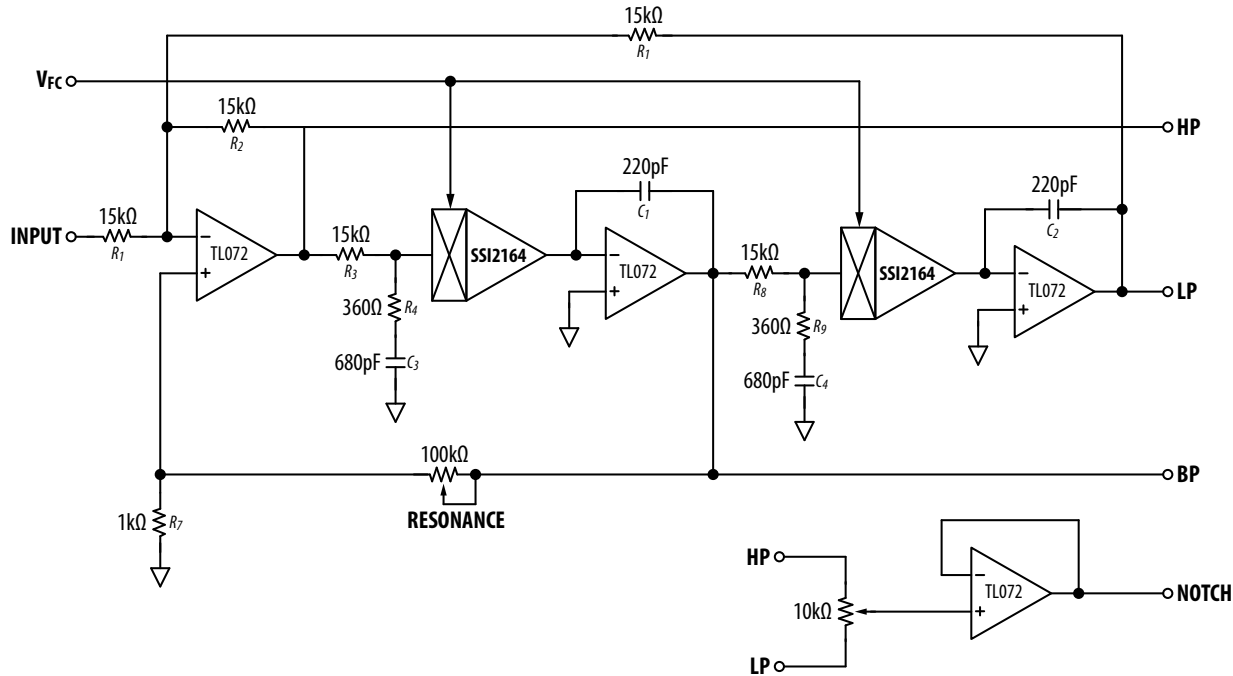 15kΩ
R1
VFC
15kΩ
R2
HP
220pF
C1
220pF
C2
INPUT
15kΩ
R1
TL072
15kΩ
R3
SSI2164
TL072
15kΩ
R8
SSI2164
TL072
LP
360Ω
R4
680pF
C3
360Ω
R9
680pF
C4
100kΩ
RESONANCE
BP
1kΩ
R7
HP
10kΩ
LP
TL072
NOTCH